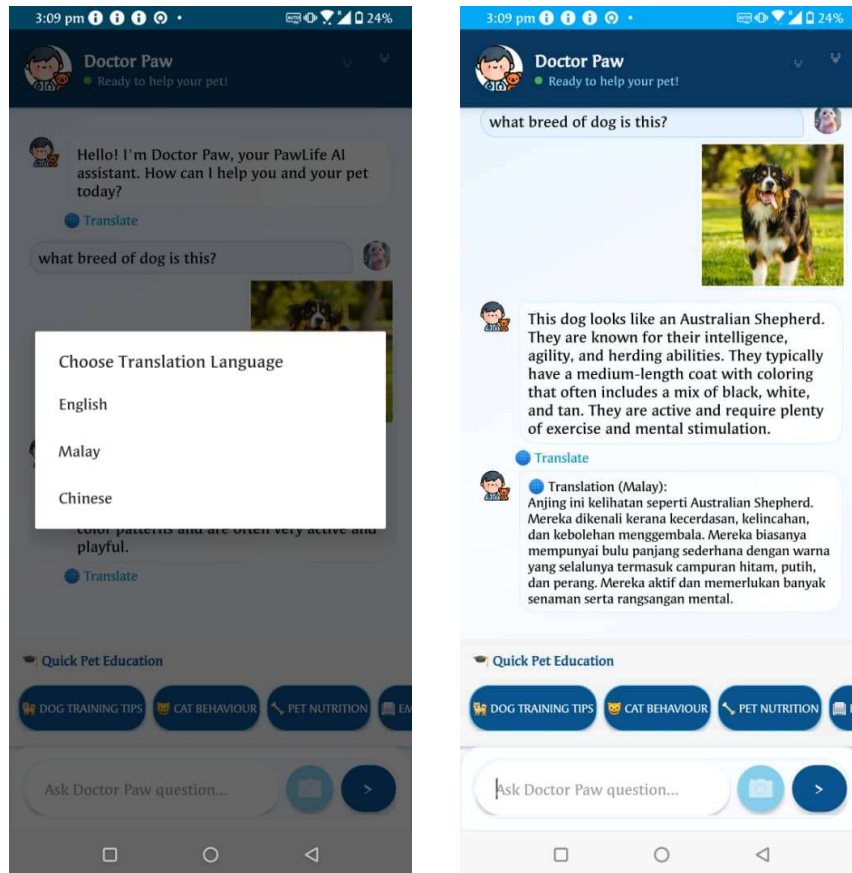 3:09 pm
24%
Doctor Paw
Ready to help your pet!
Hello! I'm Doctor Paw, your PawLife AI
assistant. How can I help you and your pet
today?
Translate
what breed of dog is this?
Choose Translation Language
English
Malay
Chinese
color patterns and are often very active and
playful.
Translate
Quick Pet Education
DOG TRAINING TIPS
CAT BEHAVIOUR
PET NUTRITION
Ask Doctor Paw question...
>
3:09 pm
24%
Doctor Paw
Ready to help your pet!
what breed of dog is this?
This dog looks like an Australian Shepherd.
They are known for their intelligence,
agility, and herding abilities. They typically
have a medium-length coat with coloring
that often includes a mix of black, white,
and tan. They are active and require plenty
of exercise and mental stimulation.
Translate
Translation (Malay):
Anjing ini kelihatan seperti Australian Shepherd.
Mereka dikenali kerana kecerdasan, kelincahan,
dan kebolehan menggembala. Mereka biasanya
mempunyai bulu panjang sederhana dengan warna
yang selalunya termasuk campuran hitam, putih,
dan perang. Mereka aktif dan memerlukan banyak
senaman serta rangsangan mental.
Quick Pet Education
DOG TRAINING TIPS
CAT BEHAVIOUR
PET NUTRITION
Ask Doctor Paw question...
>